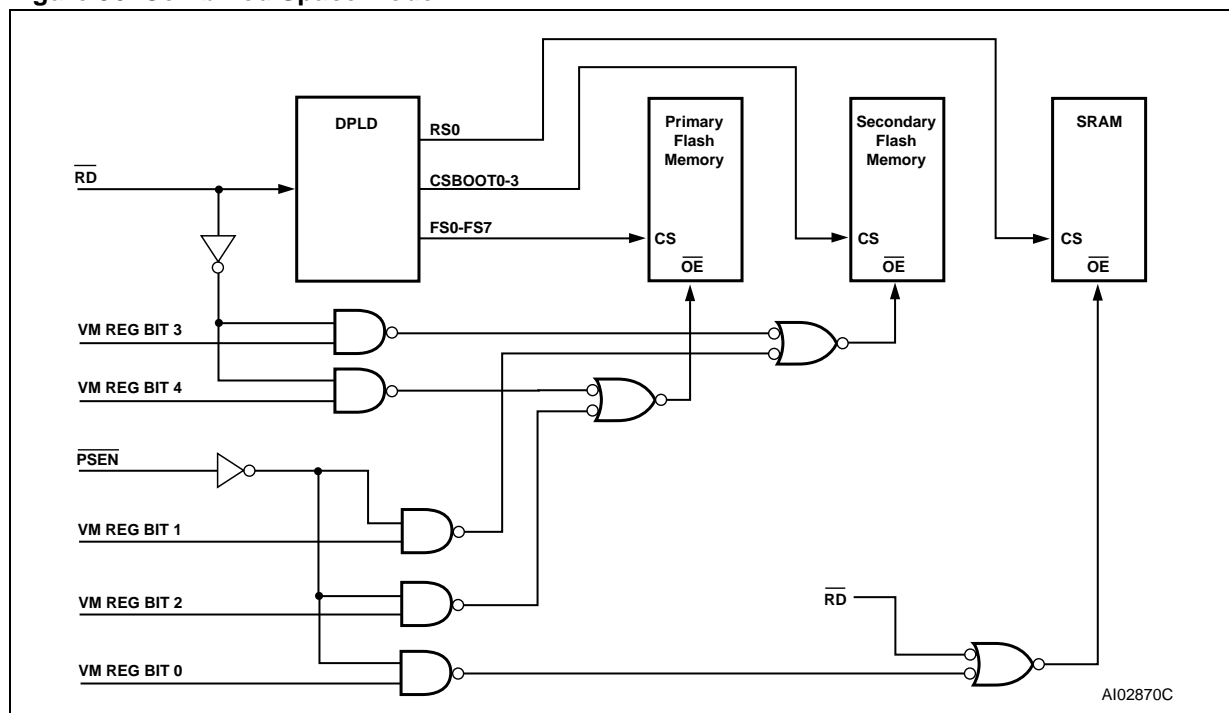 DPLD
RS0
CSBOOT0-3
FS0-FS7
Primary
Flash
Memory
CS
OE
Secondary
Flash
Memory
CS
OE
SRAM
CS
OE
RD
VM REG BIT 3
VM REG BIT 4
PSEN
VM REG BIT 1
VM REG BIT 2
VM REG BIT 0
RD
AI02870C